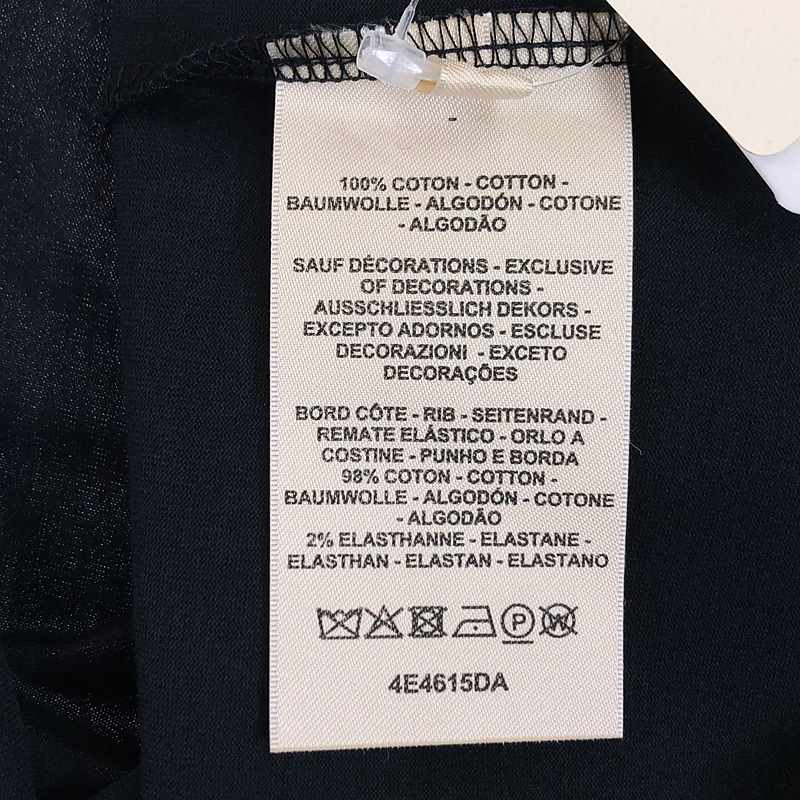 -
100% COTON - COTTON -
BAUMWOLLE - ALGODÓN - COTONE
- ALGODÃO
SAUF DÉCORATIONS - EXCLUSIVE
OF DECORATIONS -
AUSSCHLIESSLICH DEKORS -
EXCEPTO ADORNOS - ESCLUSE
DECORAZIONI - EXCETO
DECORAÇÕES
BORD CÔTE - RIB - SEITENRAND -
REMATE ELÁSTICO - ORLO A
COSTINE - PUNHO E BORDA
98% COTON - COTTON -
BAUMWOLLE - ALGODÓN - COTONE
- ALGODÃO
2% ELASTHANNE - ELASTANE -
ELASTHAN - ELASTAN - ELASTANO
P W
4E4615DA